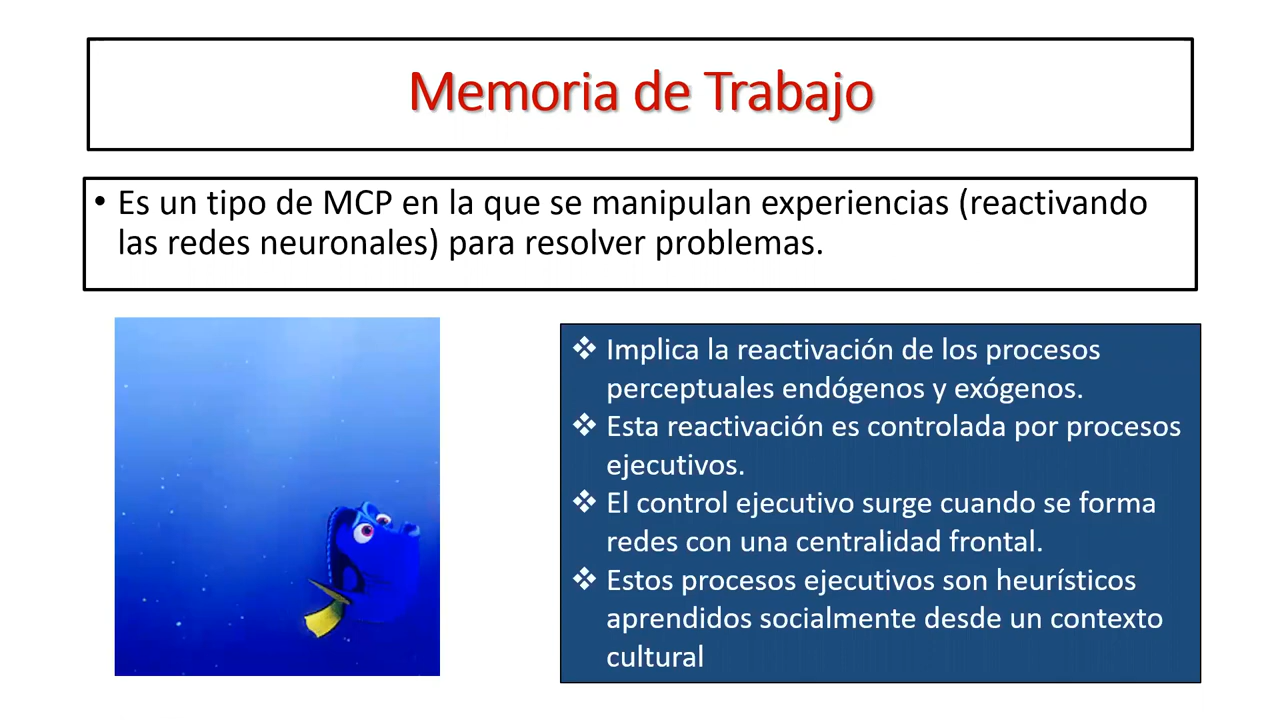 Memoria de Trabajo
• Es un tipo de MCP en la que se manipulan experiencias (reactivando
las redes neuronales) para resolver problemas.
❖ Implica la reactivación de los procesos
perceptuales endógenos y exógenos.
❖ Esta reactivación es controlada por procesos
ejecutivos.
❖ El control ejecutivo surge cuando se forma
redes con una centralidad frontal.
❖ Estos procesos ejecutivos son heurísticos
aprendidos socialmente desde un contexto
cultural